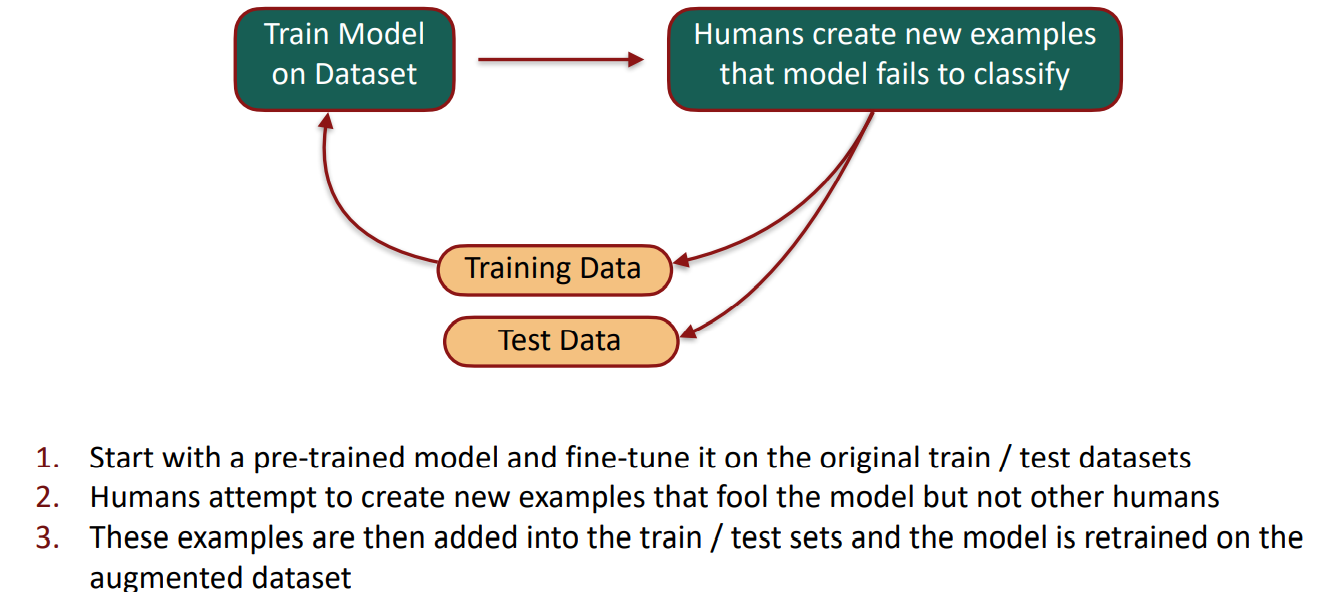 Train Model
on Dataset
Humans create new examples
that model fails to classify
Training Data
Test Data
1. Start with a pre-trained model and fine-tune it on the original train / test datasets
2. Humans attempt to create new examples that fool the model but not other humans
3. These examples are then added into the train / test sets and the model is retrained on the
augmented dataset